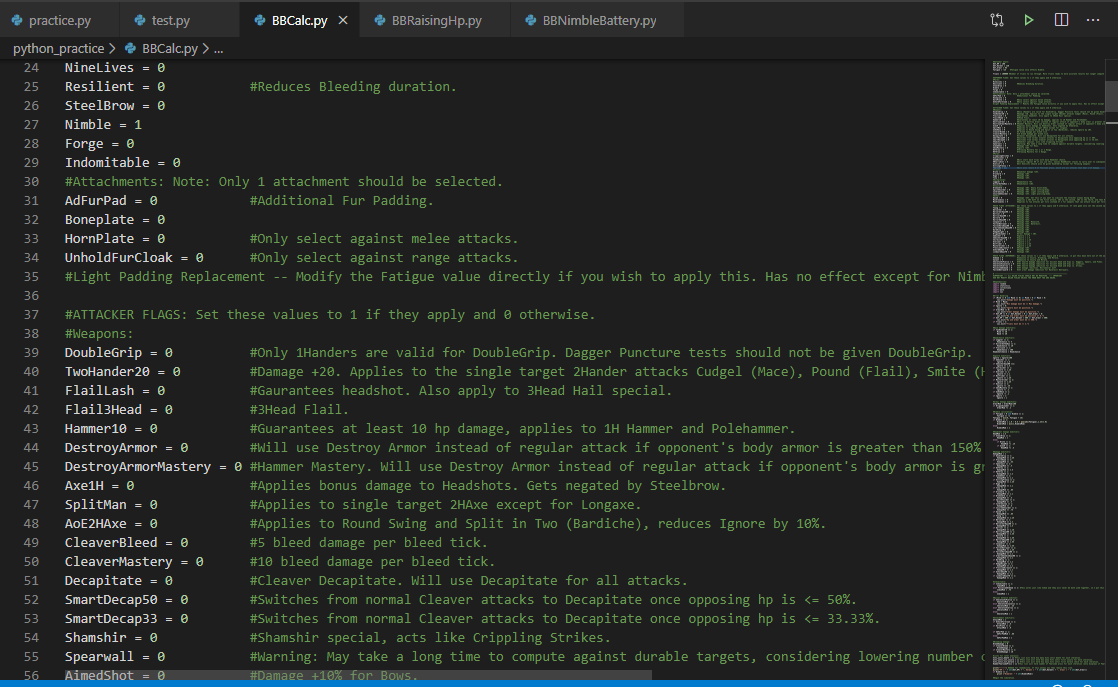 practice.py test.py BBCalc.py BBRaisingHp.py BBNimbleBattery.py
python_practice > BBCalc.py > ...
24 NineLives = 0
25 Resilient = 0 #Reduces Bleeding duration.
26 SteelBrow = 0
27 Nimble = 1
28 Forge = 0
29 Indomitable = 0
30 #Attachments: Note: Only 1 attachment should be selected.
31 AdFurPad = 0 #Additional Fur Padding.
32 Boneplate = 0
33 HornPlate = 0 #Only select against melee attacks.
34 UnholdFurCloak = 0 #Only select against range attacks.
35 #Light Padding Replacement -- Modify the Fatigue value directly if you wish to apply this. Has no effect except for Nimb
36
37 #ATTACKER FLAGS: Set these values to 1 if they apply and 0 otherwise.
38 #Weapons:
39 DoubleGrip = 0 #Only 1Handers are valid for DoubleGrip. Dagger Puncture tests should not be given DoubleGrip.
40 TwoHander20 = 0 #Damage +20. Applies to the single target 2Hander attacks Cudgel (Mace), Pound (Flail), Smite (H
41 FlailLash = 0 #Gaurantees headshot. Also apply to 3Head Hail special.
42 Flail3Head = 0 #3Head Flail.
43 Hammer10 = 0 #Guarantees at least 10 hp damage, applies to 1H Hammer and Polehammer.
44 DestroyArmor = 0 #Will use Destroy Armor instead of regular attack if opponent's body armor is greater than 150%
45 DestroyArmorMastery = 0 #Hammer Mastery. Will use Destroy Armor instead of regular attack if opponent's body armor is gr
46 Axe1H = 0 #Applies bonus damage to Headshots. Gets negated by Steelbrow.
47 SplitMan = 0 #Applies to single target 2HAxe except for Longaxe.
48 AoE2HAxe = 0 #Applies to Round Swing and Split in Two (Bardiche), reduces Ignore by 10%.
49 CleaverBleed = 0 #5 bleed damage per bleed tick.
50 CleaverMastery = 0 #10 bleed damage per bleed tick.
51 Decapitate = 0 #Cleaver Decapitate. Will use Decapitate for all attacks.
52 SmartDecap50 = 0 #Switches from normal Cleaver attacks to Decapitate once opposing hp is <= 50%.
53 SmartDecap33 = 0 #Switches from normal Cleaver attacks to Decapitate once opposing hp is <= 33.33%.
54 Shamshir = 0 #Shamshir special, acts like Crippling Strikes.
55 Spearwall = 0 #Warning: May take a long time to compute against durable targets, considering lowering number
56 AimedShot = 0 #Damage +10% for Bows.